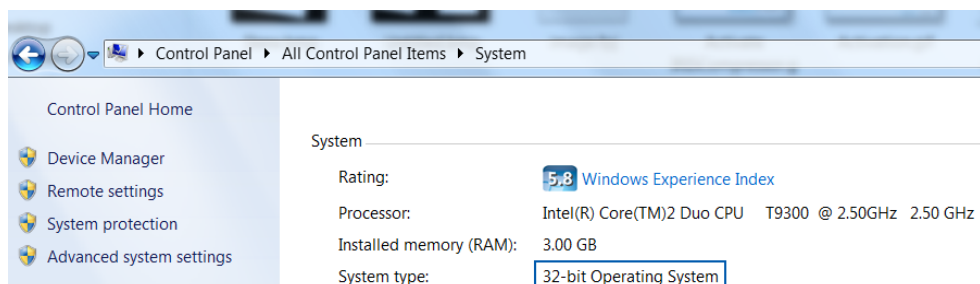 Control Panel ▸ All Control Panel Items ▸ System
Control Panel Home
Device Manager
Remote settings
System protection
Advanced system settings
System
Rating: 5.8 Windows Experience Index
Processor: Intel(R) Core(TM)2 Duo CPU T9300 @ 2.50GHz 2.50 GHz
Installed memory (RAM): 3.00 GB
System type: 32-bit Operating System